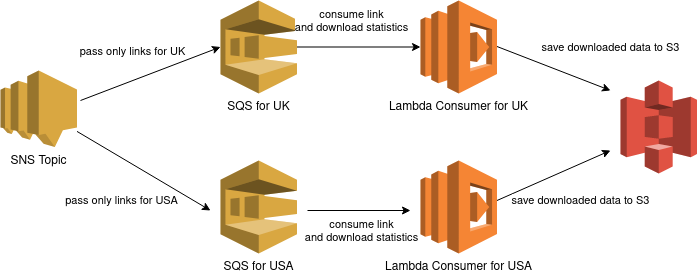 consume link
and download statistics
pass only links for UK
save downloaded data to S3
SQS for UK
Lambda Consumer for UK
SNS Topic
pass only links for USA
save downloaded data to S3
consume link
and download statistics
SQS for USA
Lambda Consumer for USA